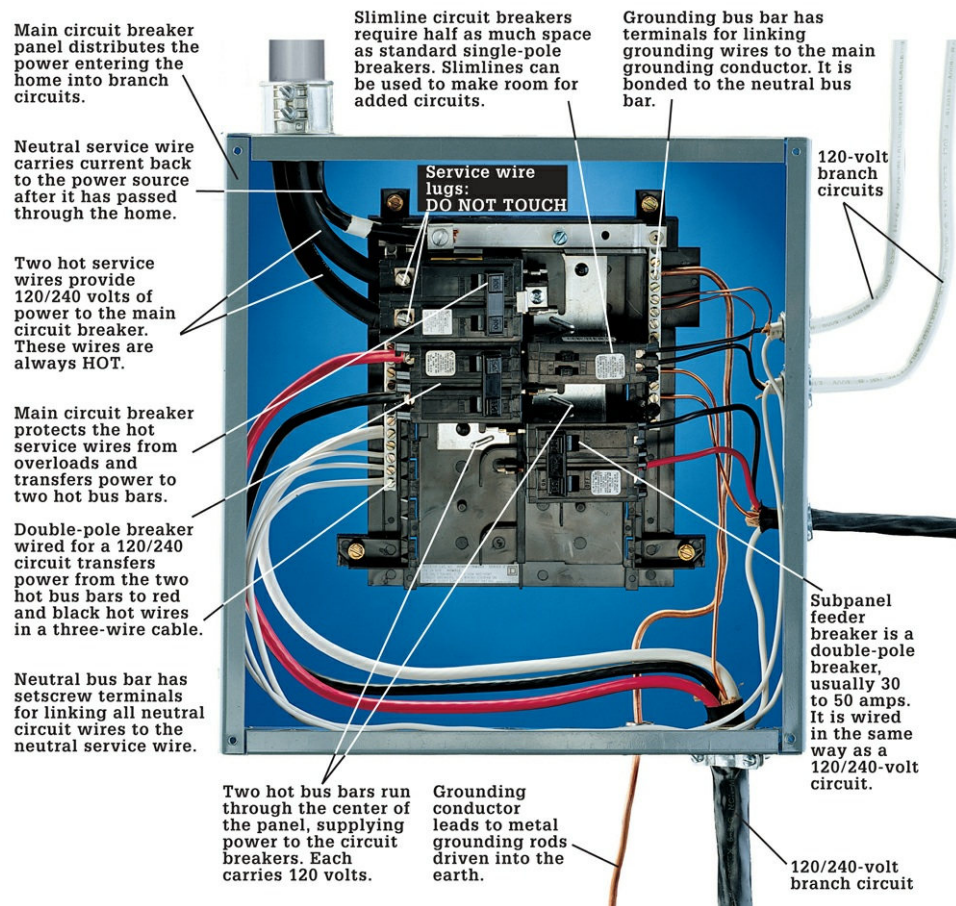 Main circuit breaker
panel distributes the
power entering the
home into branch
circuits.
Slimline circuit breakers
require half as much space
as standard single-pole
breakers. Slimlines can
be used to make room for
added circuits.
Grounding bus bar has
terminals for linking
grounding wires to the main
grounding conductor. It is
bonded to the neutral bus
bar.
Neutral service wire
carries current back
to the power source
after it has passed
through the home.
Service wire
lugs:
DO NOT TOUCH
120-volt
branch
circuits
Two hot service
wires provide
120/240 volts of
power to the main
circuit breaker.
These wires are
always HOT.
Main circuit breaker
protects the hot
service wires from
overloads and
transfers power to
two hot bus bars.
Double-pole breaker
wired for a 120/240
circuit transfers
power from the two
hot bus bars to red
and black hot wires
in a three-wire cable.
Neutral bus bar has
setscrew terminals
for linking all neutral
circuit wires to the
neutral service wire.
Subpanel
feeder
breaker is a
double-pole
breaker,
usually 30
to 50 amps.
It is wired
in the same
way as a
120/240-volt
circuit.
Two hot bus bars run
through the center of
the panel, supplying
power to the circuit
breakers. Each
carries 120 volts.
Grounding
conductor
leads to metal
grounding rods
driven into the
earth.
120/240-volt
branch circuit